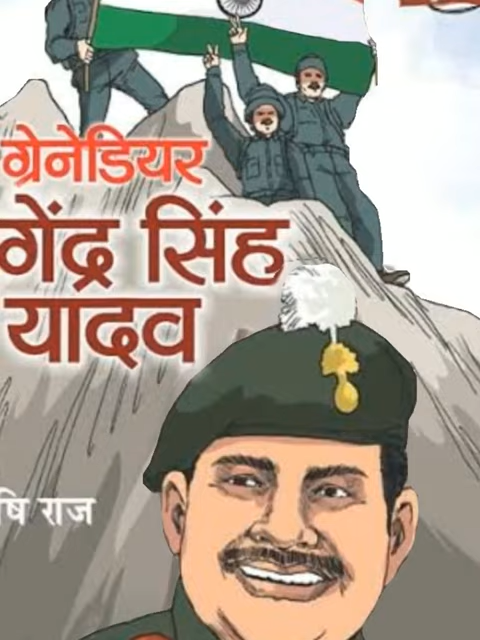 ग्रेनेडियर
गेंद्र सिंह
यादव
षि राज